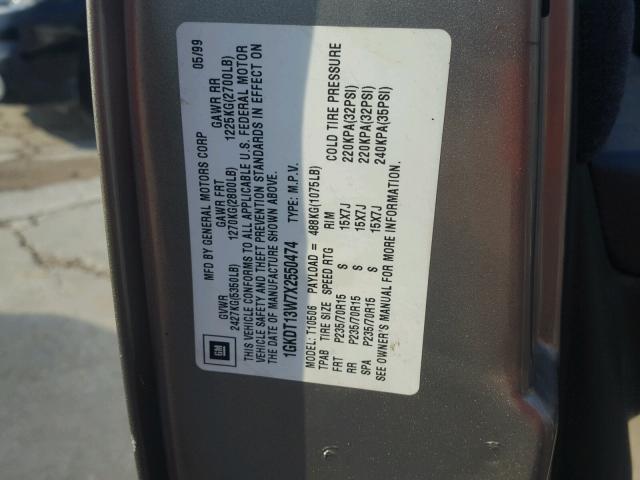 GM
MFD BY GENERAL MOTORS CORP 05/99
GVWR GAWR FRT GAWR RR
2427KG(5350LB) 1270KG(2800LB) 1225KG(2700LB)
THIS VEHICLE CONFORMS TO ALL APPLICABLE U.S. FEDERAL MOTOR
VEHICLE SAFETY AND THEFT PREVENTION STANDARDS IN EFFECT ON
THE DATE OF MANUFACTURE SHOWN ABOVE.
1GKDT13W7X2550474 TYPE: M.P.V.
MODEL: T10506 PAYLOAD = 488KG(1075LB)
TPAB TIRE SIZE SPEED RTG RIM COLD TIRE PRESSURE
FRT P235/70R15 S 15X7J 220KPA(32PSI)
RR P235/70R15 S 15X7J 220KPA(32PSI)
SPA P235/70R15 S 15X7J 240KPA(35PSI)
SEE OWNER'S MANUAL FOR MORE INFORMATION.